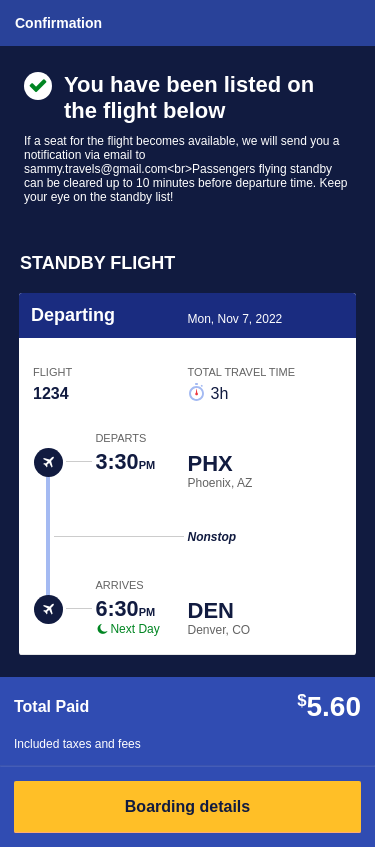 Confirmation
You have been listed on
the flight below
If a seat for the flight becomes available, we will send you a
notification via email to
sammy.travels@gmail.com<br>Passengers flying standby
can be cleared up to 10 minutes before departure time. Keep
your eye on the standby list!
STANDBY FLIGHT
Departing Mon, Nov 7, 2022
FLIGHT TOTAL TRAVEL TIME
1234 3h
DEPARTS
3:30PM PHX
Phoenix, AZ
Nonstop
ARRIVES
6:30PM DEN
Next Day Denver, CO
Total Paid $5.60
Included taxes and fees
Boarding details